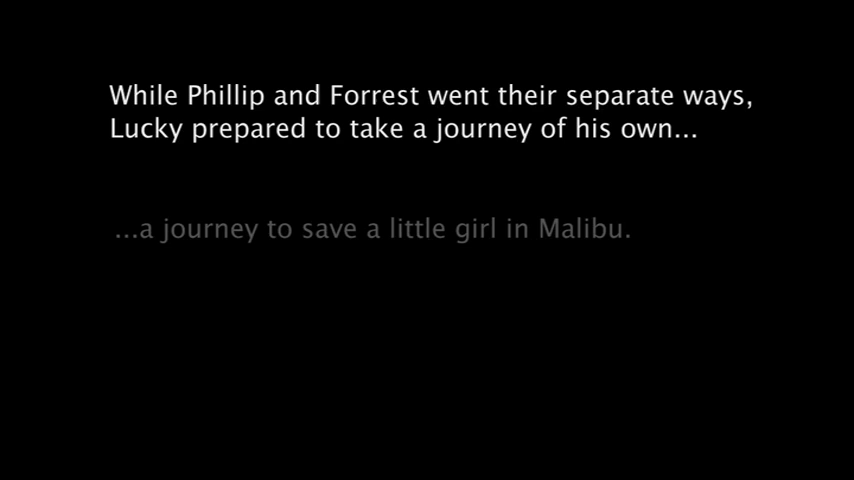 While Phillip and Forrest went their separate ways,
Lucky prepared to take a journey of his own...
...a journey to save a little girl in Malibu.